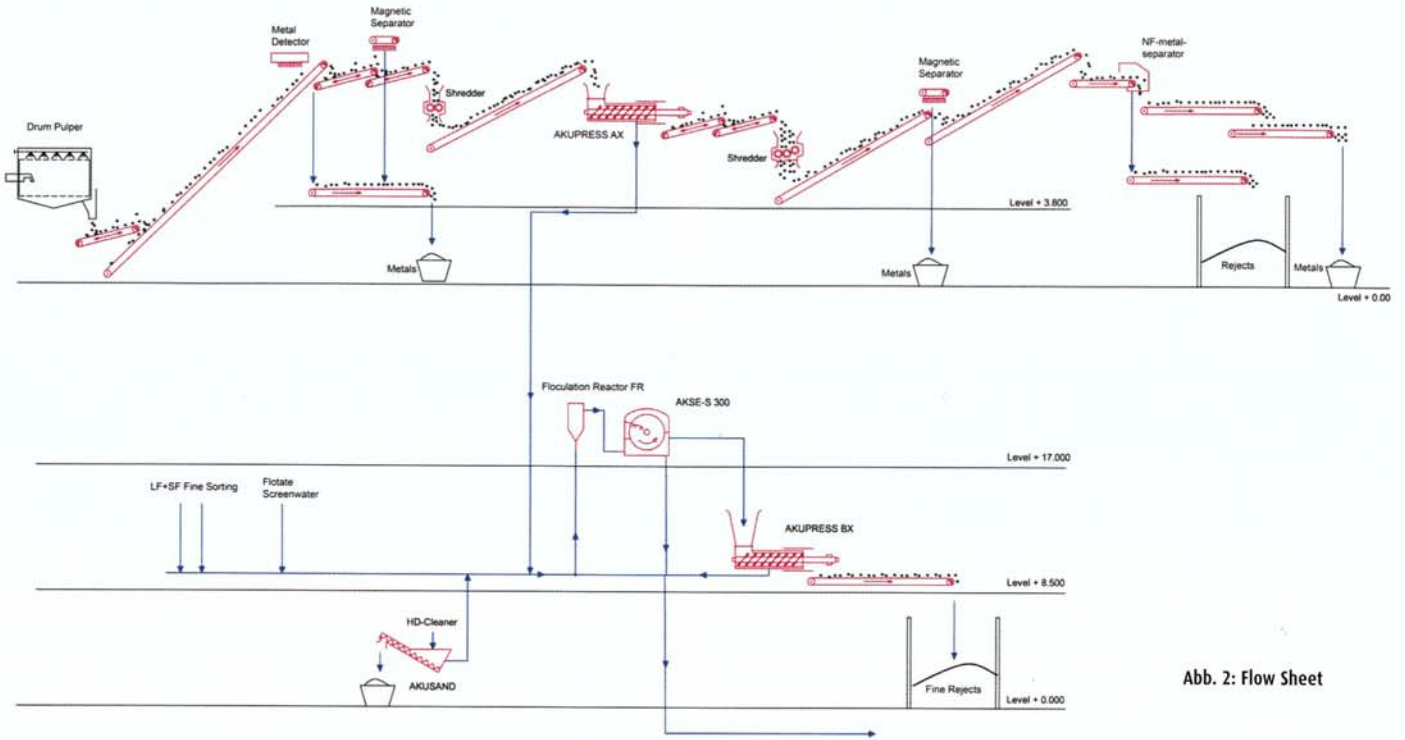 Magnetic
Separator
Metal
Detector
NF-metal-
separator
Magnetic
Separator
Shredder
Drum Pulper
AKUPRESS AX
Shredder
Level + 3.800
Metals
Metals
Rejects
Metals
Level + 0.00
Floculation Reactor FR
AKSE-S 300
Level + 17.000
LF+SF Fine Sorting
Flotate
Screenwater
AKUPRESS BX
Level + 8.500
HD-Cleaner
AKUSAND
Fine Rejects
Level + 0.000
Abb. 2: Flow Sheet